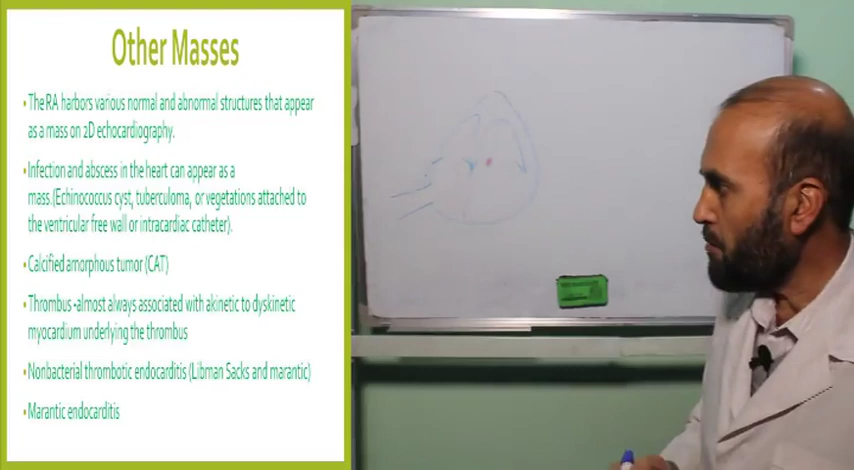 Other Masses
• The RA harbors various normal and abnormal structures that appear
as a mass on 2D echocardiography.
• Infection and abscess in the heart can appear as a
mass.(Echinococcus cyst, tuberculoma, or vegetations attached to
the ventricular free wall or intracardiac catheter).
• Calcified amorphous tumor (CAT)
• Thrombus -almost always associated with akinetic to dyskinetic
myocardium underlying the thrombus
• Nonbacterial thrombotic endocarditis (Libman Sacks and marantic)
• Marantic endocarditis